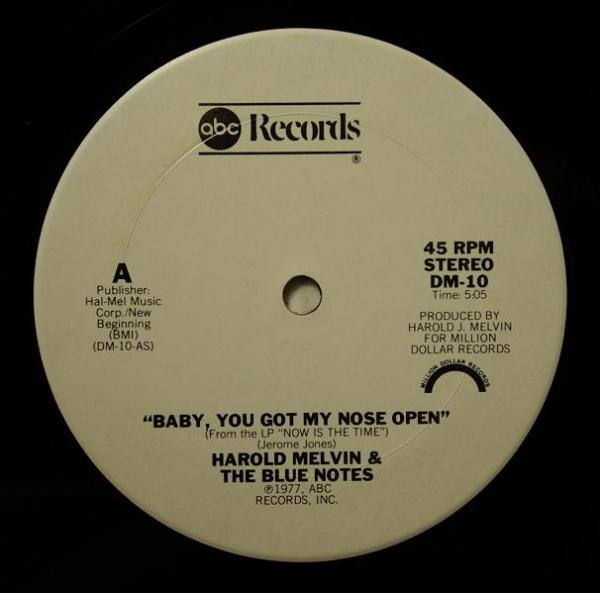 abc Records
®
A
Publisher:
Hal-Mel Music
Corp./New
Beginning
(BMI)
(DM-10-AS)
45 RPM
STEREO
DM-10
Time: 5:05
PRODUCED BY
HAROLD J. MELVIN
FOR MILLION
DOLLAR RECORDS
MILLION DOLLAR RECORDS
"BABY, YOU GOT MY NOSE OPEN"
(From the LP "NOW IS THE TIME")
(Jerome Jones)
HAROLD MELVIN &
THE BLUE NOTES
℗1977, ABC
RECORDS, INC.